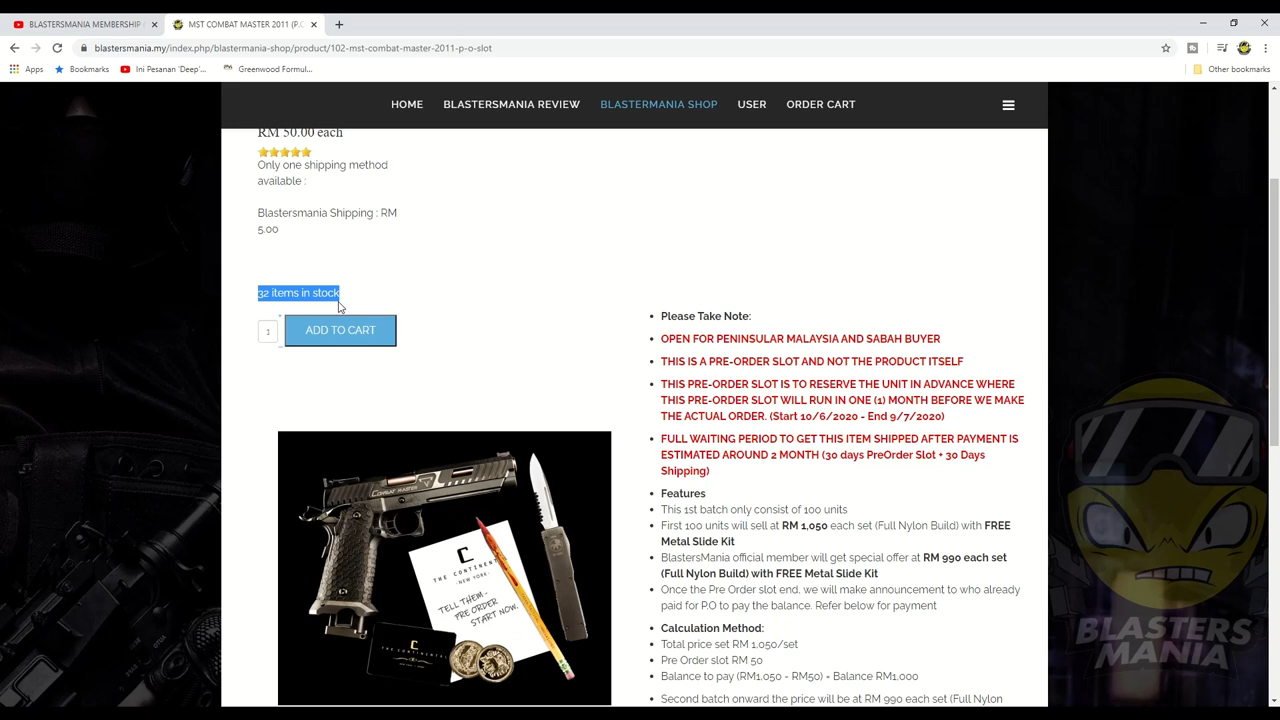 BLASTERSMANIA MEMBERSHIP
MST COMBAT MASTER 2011 (P.O
blastersmania.my/index.php/blastermania-shop/product/102-mst-combat-master-2011-p-o-slot
Apps
Bookmarks
Ini Pesanan 'Deep'...
Greenwood Formul...
Other bookmarks
HOME
BLASTERSMANIA REVIEW
BLASTERMANIA SHOP
USER
ORDER CART
RM 50.00 each
Only one shipping method
available :
Blastersmania Shipping : RM
5.00
32 items in stock
1
ADD TO CART
Please Take Note:
OPEN FOR PENINSULAR MALAYSIA AND SABAH BUYER
THIS IS A PRE-ORDER SLOT AND NOT THE PRODUCT ITSELF
THIS PRE-ORDER SLOT IS TO RESERVE THE UNIT IN ADVANCE WHERE
THIS PRE-ORDER SLOT WILL RUN IN ONE (1) MONTH BEFORE WE MAKE
THE ACTUAL ORDER. (Start 10/6/2020 - End 9/7/2020)
FULL WAITING PERIOD TO GET THIS ITEM SHIPPED AFTER PAYMENT IS
ESTIMATED AROUND 2 MONTH (30 days PreOrder Slot + 30 Days
Shipping)
Features
This 1st batch only consist of 100 units
First 100 units will sell at RM 1,050 each set (Full Nylon Build) with FREE
Metal Slide Kit
BlastersMania official member will get special offer at RM 990 each set
(Full Nylon Build) with FREE Metal Slide Kit
Once the Pre Order slot end, we will make announcement to who already
paid for P.O to pay the balance. Refer below for payment
Calculation Method:
Total price set RM 1,050/set
Pre Order slot RM 50
Balance to pay (RM1,050 - RM50) = Balance RM1,000
Second batch onward the price will be at RM 990 each set (Full Nylon
COMBAT MASTER
C
THE CONTINENT
- NEW YORK -
TELL THEM -
PRE ORDER
START NOW.
C
THE CONTINENTAL
BLASTERS
MANIA